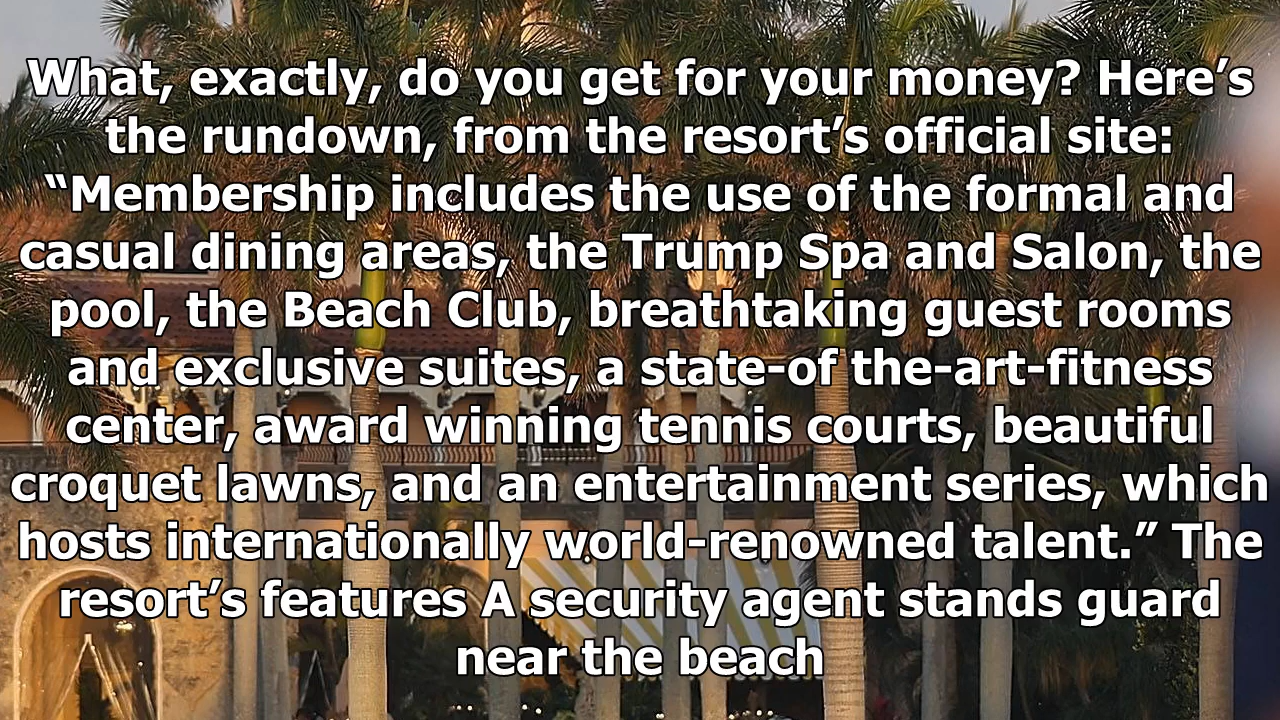 What, exactly, do you get for your money? Here’s
the rundown, from the resort’s official site:
“Membership includes the use of the formal and
casual dining areas, the Trump Spa and Salon, the
pool, the Beach Club, breathtaking guest rooms
and exclusive suites, a state-of the-art-fitness
center, award winning tennis courts, beautiful
croquet lawns, and an entertainment series, which
hosts internationally world-renowned talent.” The
resort’s features A security agent stands guard
near the beach